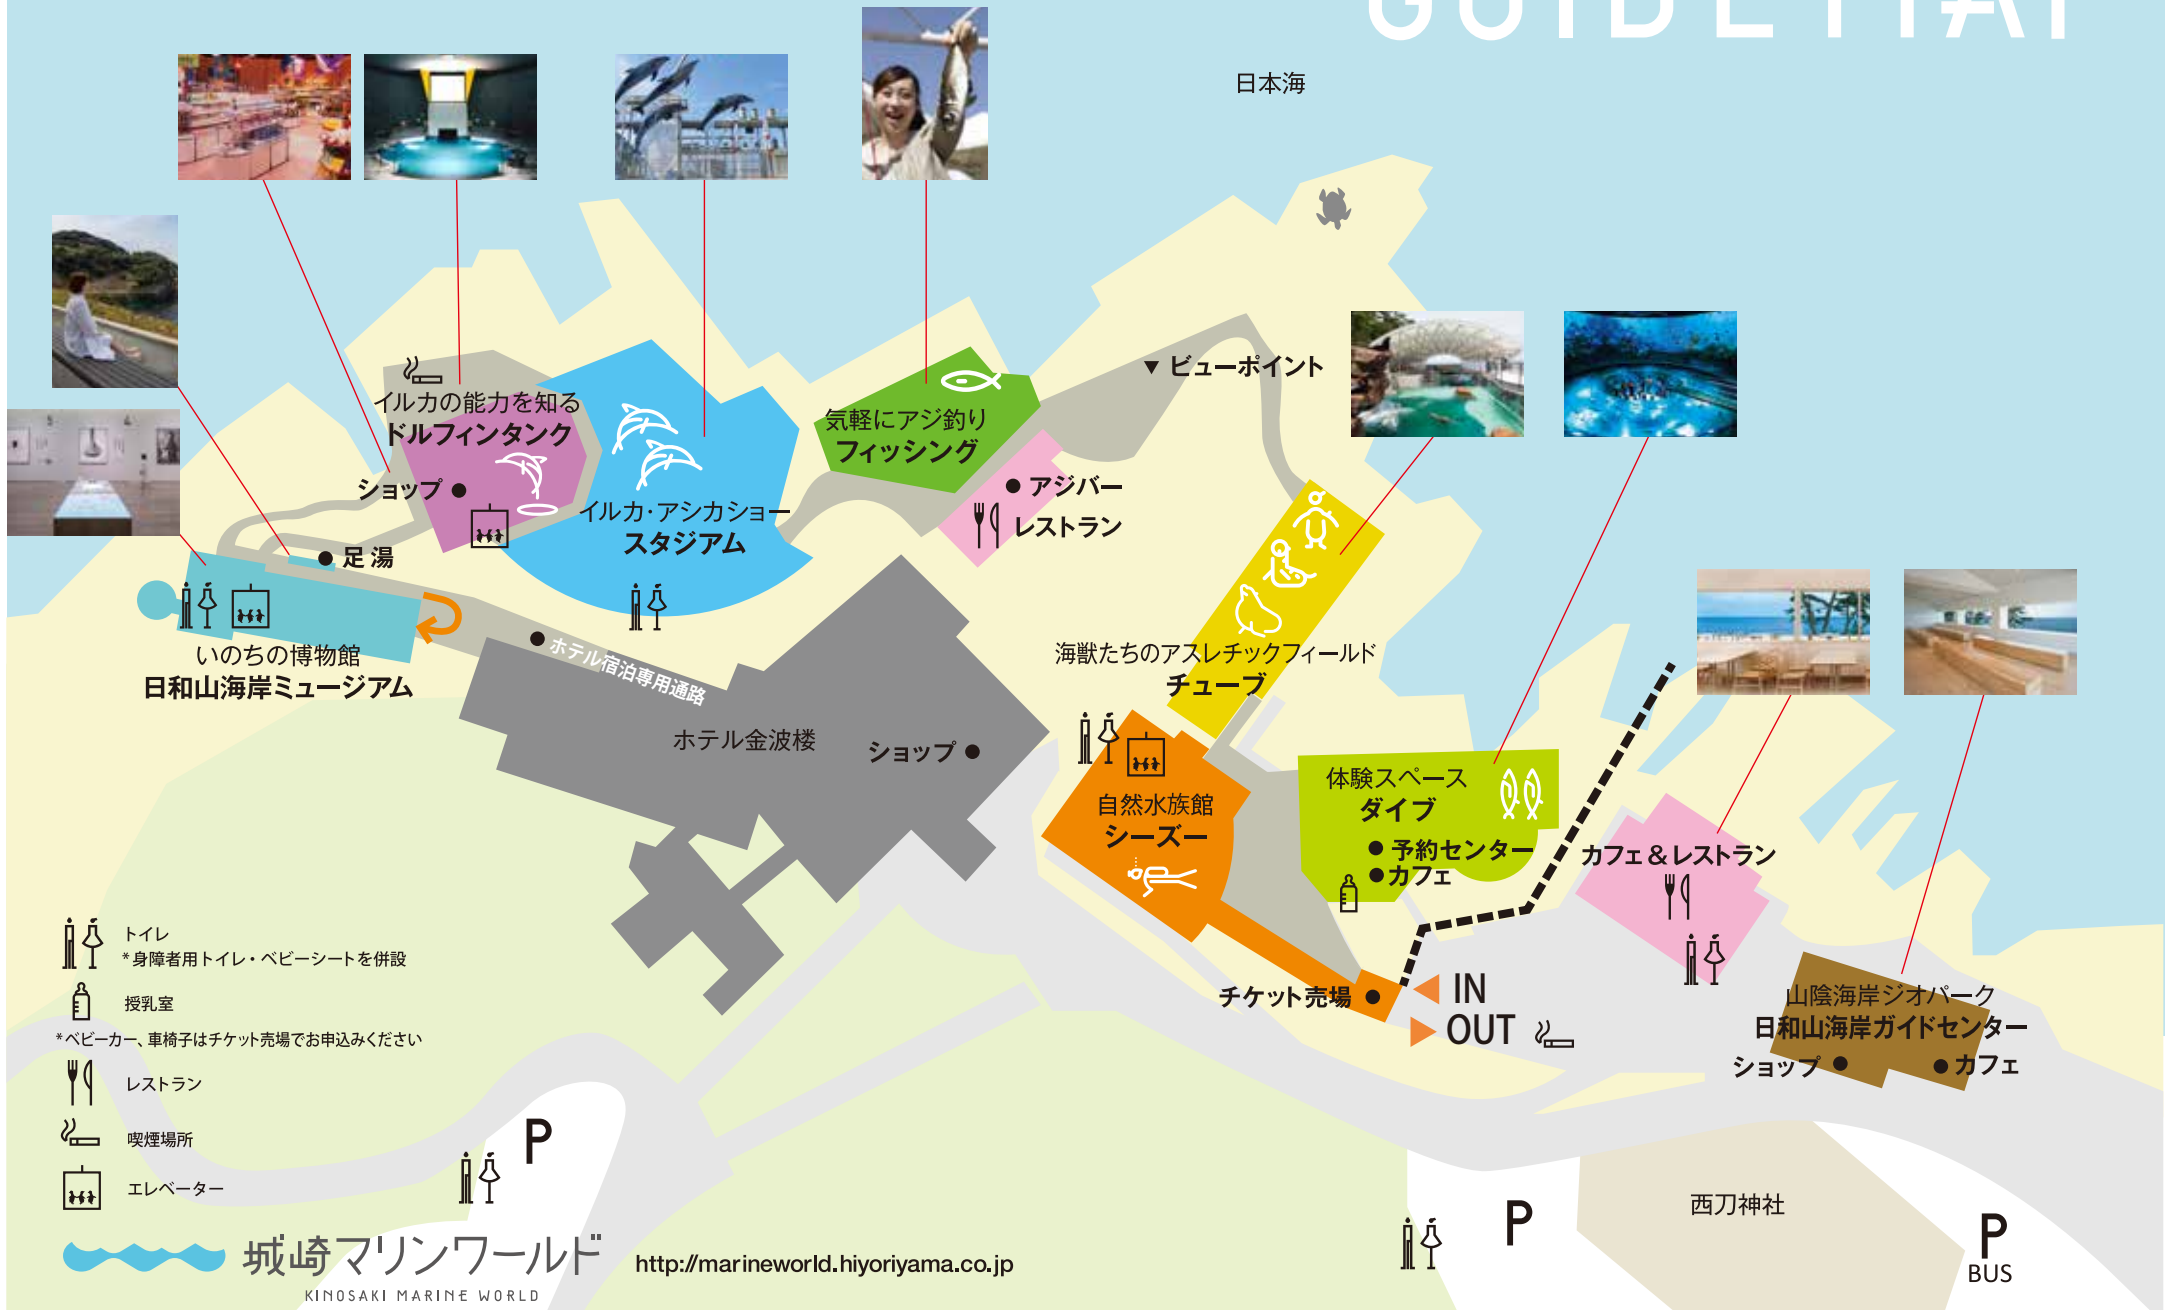 GUIDE MAP
日本海
▼ ビューポイント
イルカの能力を知る
ドルフィンタンク
ショップ
気軽にアジ釣り
フィッシング
アジバー
レストラン
イルカ・アシカショー
スタジアム
足湯
いのちの博物館
日和山海岸ミュージアム
ホテル宿泊専用通路
ホテル金波楼
ショップ
海獣たちのアスレチックフィールド
チューブ
自然水族館
シーズー
体験スペース
ダイブ
予約センター
カフェ
カフェ＆レストラン
チケット売場
IN
OUT
山陰海岸ジオパーク
日和山海岸ガイドセンター
ショップ
カフェ
トイレ
*身障者用トイレ・ベビーシートを併設
授乳室
*ベビーカー、車椅子はチケット売場でお申込みください
レストラン
喫煙場所
エレベーター
P
P
西刀神社
P
BUS
城崎マリンワールド
KINOSAKI MARINE WORLD
http://marineworld.hiyoriyama.co.jp